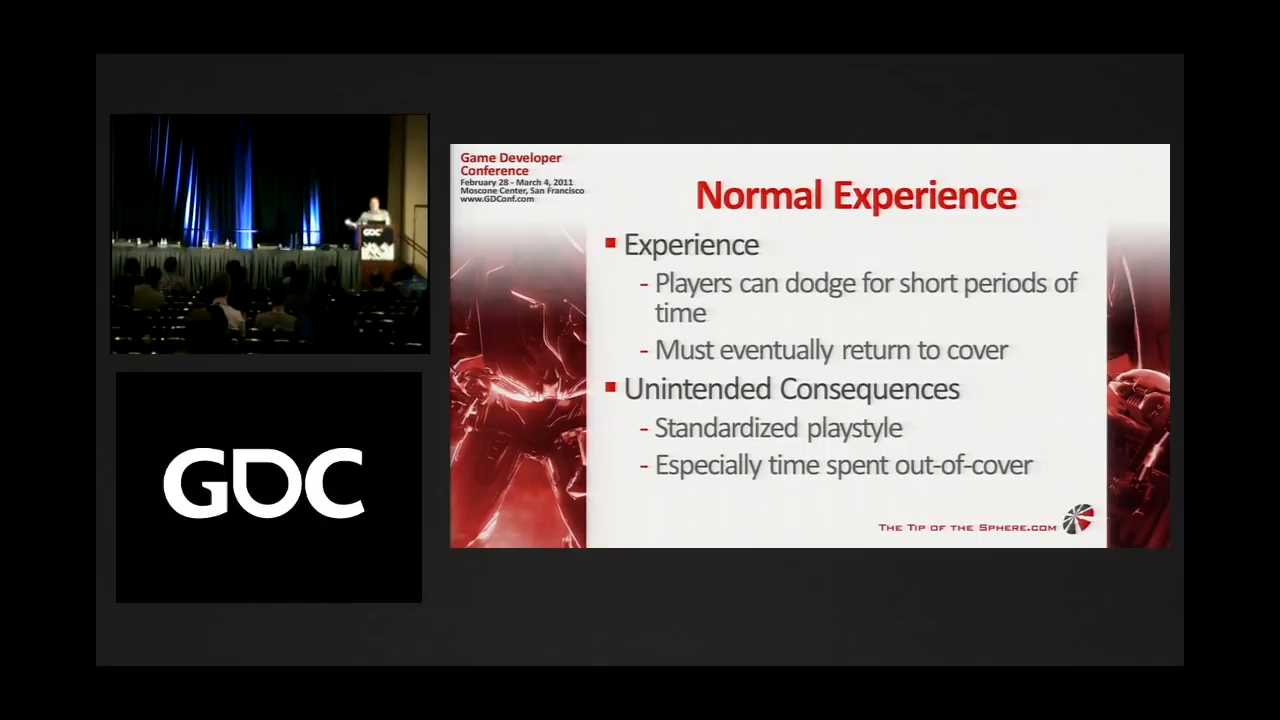 Game Developer
Conference
February 28 - March 4, 2011
Moscone Center, San Francisco
www.GDConf.com
Normal Experience
Experience
- Players can dodge for short periods of
time
- Must eventually return to cover
Unintended Consequences
- Standardized playstyle
- Especially time spent out-of-cover
The Tip of the Sphere.com
GDC
GDC